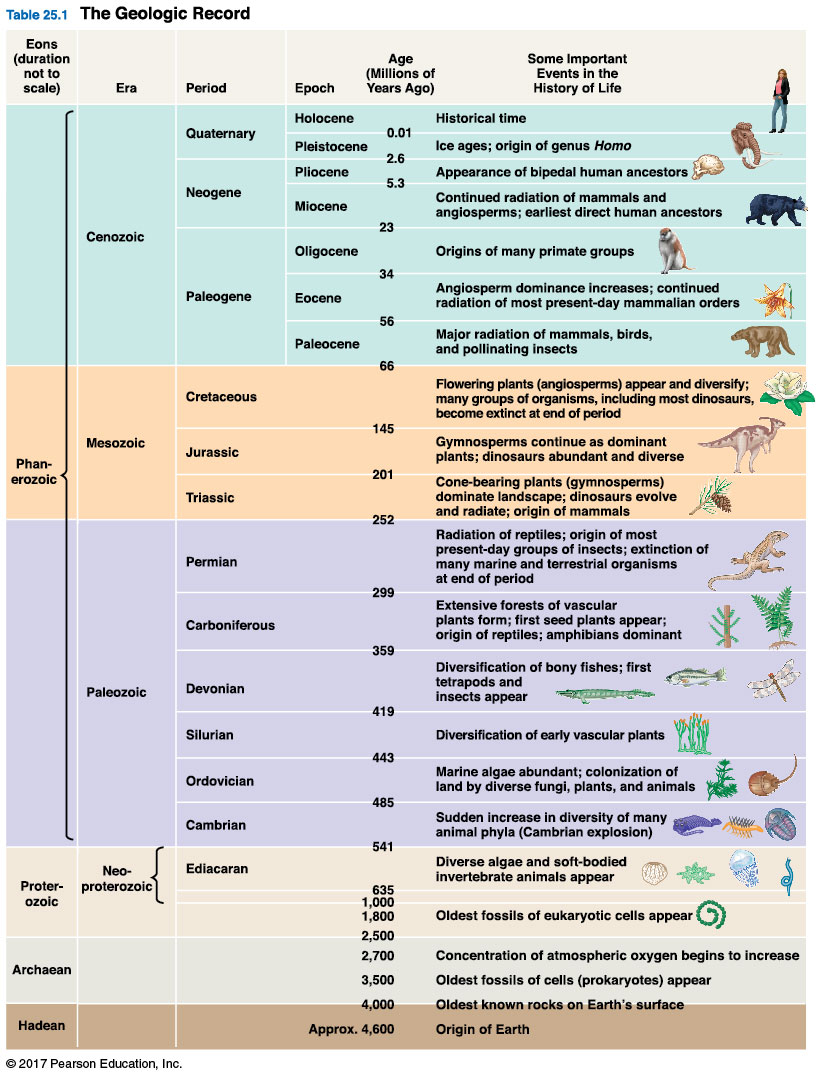 Table 25.1 The Geologic Record
Eons
(duration
not to
scale)
Era
Period
Epoch
Age
(Millions of
Years Ago)
Some Important
Events in the
History of Life
Phan-
erozoic
Cenozoic
Quaternary
Holocene
Historical time
0.01
Pleistocene
Ice ages; origin of genus Homo
2.6
Neogene
Pliocene
Appearance of bipedal human ancestors
5.3
Miocene
Continued radiation of mammals and
angiosperms; earliest direct human ancestors
23
Paleogene
Oligocene
Origins of many primate groups
34
Eocene
Angiosperm dominance increases; continued
radiation of most present-day mammalian orders
56
Paleocene
Major radiation of mammals, birds,
and pollinating insects
66
Mesozoic
Cretaceous
Flowering plants (angiosperms) appear and diversify;
many groups of organisms, including most dinosaurs,
become extinct at end of period
145
Jurassic
Gymnosperms continue as dominant
plants; dinosaurs abundant and diverse
201
Triassic
Cone-bearing plants (gymnosperms)
dominate landscape; dinosaurs evolve
and radiate; origin of mammals
252
Paleozoic
Permian
Radiation of reptiles; origin of most
present-day groups of insects; extinction of
many marine and terrestrial organisms
at end of period
299
Carboniferous
Extensive forests of vascular
plants form; first seed plants appear;
origin of reptiles; amphibians dominant
359
Devonian
Diversification of bony fishes; first
tetrapods and
insects appear
419
Silurian
Diversification of early vascular plants
443
Ordovician
Marine algae abundant; colonization of
land by diverse fungi, plants, and animals
485
Cambrian
Sudden increase in diversity of many
animal phyla (Cambrian explosion)
541
Proter-
ozoic
Neo-
proterozoic
Ediacaran
Diverse algae and soft-bodied
invertebrate animals appear
635
1,000
1,800
Oldest fossils of eukaryotic cells appear
2,500
Archaean
2,700
Concentration of atmospheric oxygen begins to increase
3,500
Oldest fossils of cells (prokaryotes) appear
4,000
Oldest known rocks on Earth's surface
Hadean
Approx. 4,600
Origin of Earth
© 2017 Pearson Education, Inc.